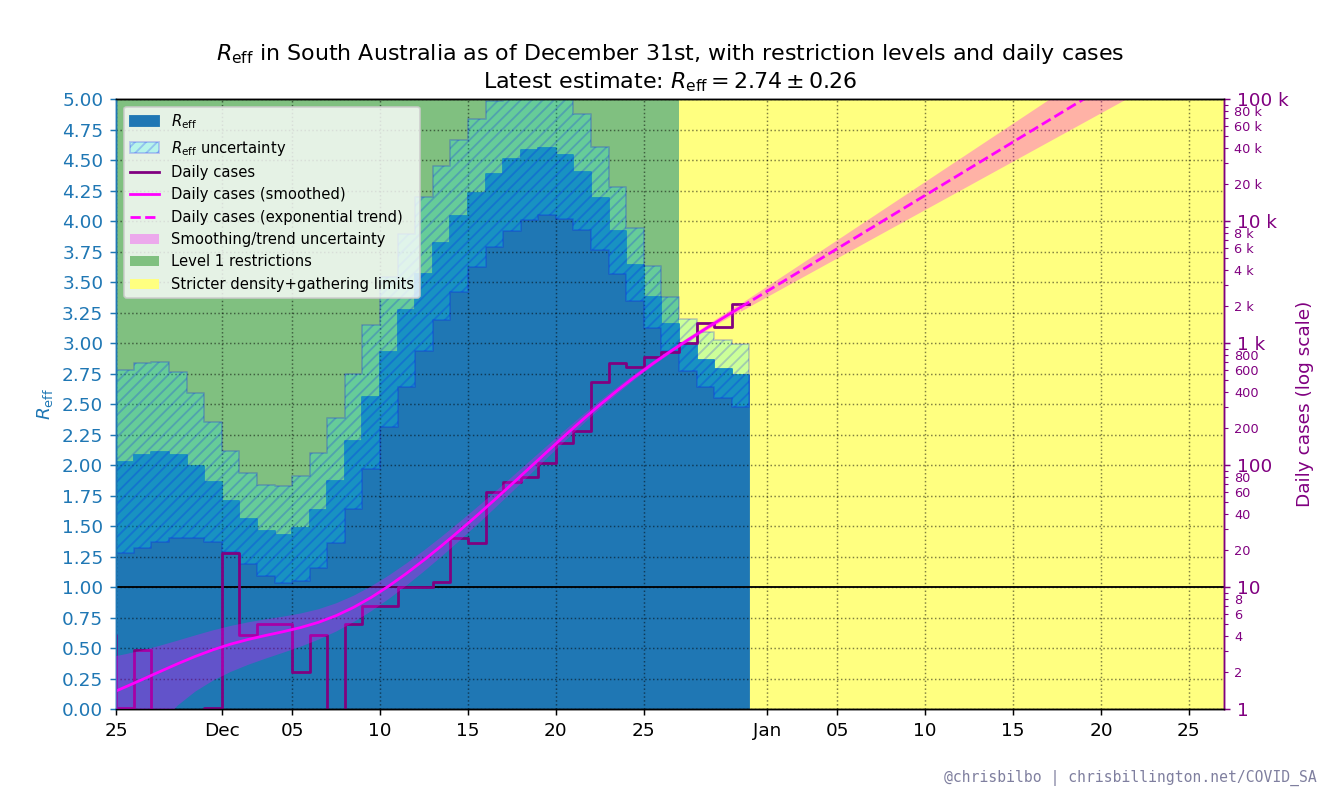 R_eff in South Australia as of December 31st, with restriction levels and daily cases
Latest estimate: R_eff = 2.74 ± 0.26
R_eff
R_eff uncertainty
Daily cases
Daily cases (smoothed)
Daily cases (exponential trend)
Smoothing/trend uncertainty
Level 1 restrictions
Stricter density+gathering limits
R_eff
5.00
4.75
4.50
4.25
4.00
3.75
3.50
3.25
3.00
2.75
2.50
2.25
2.00
1.75
1.50
1.25
1.00
0.75
0.50
0.25
0.00
100 k
80 k
60 k
40 k
20 k
10 k
8 k
6 k
4 k
2 k
1 k
800
600
400
200
100
80
60
40
20
10
8
6
4
2
1
Daily cases (log scale)
25 Dec 05 10 15 20 25 Jan 05 10 15 20 25
@chrisbilbo | chrisbillington.net/COVID_SA